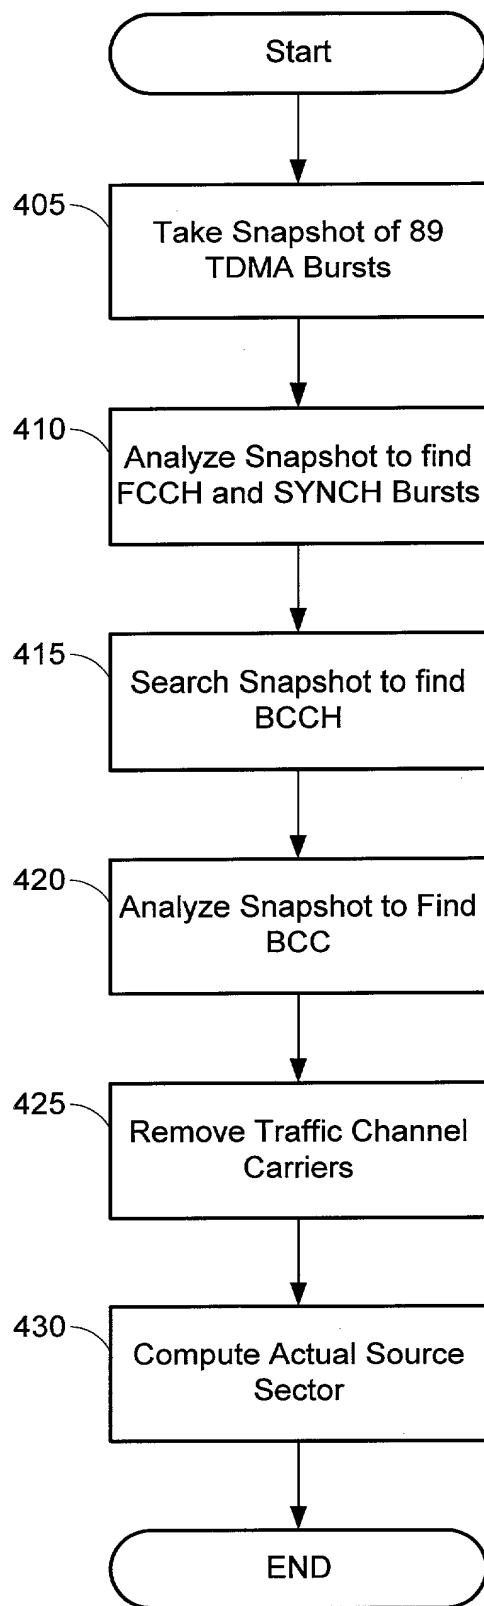 Start
405
Take Snapshot of 89
TDMA Bursts
410
Analyze Snapshot to find
FCCH and SYNCH Bursts
415
Search Snapshot to find
BCCH
420
Analyze Snapshot to Find
BCC
425
Remove Traffic Channel
Carriers
430
Compute Actual Source
Sector
END